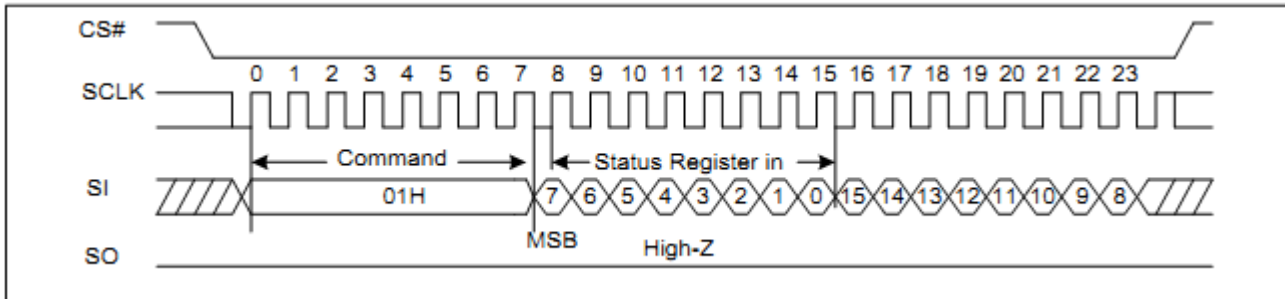 CS#
0 1 2 3 4 5 6 7 8 9 10 11 12 13 14 15 16 17 18 19 20 21 22 23
SCLK
Command Status Register in
SI 01H 7 6 5 4 3 2 1 0 15 14 13 12 11 10 9 8
MSB
SO High-Z